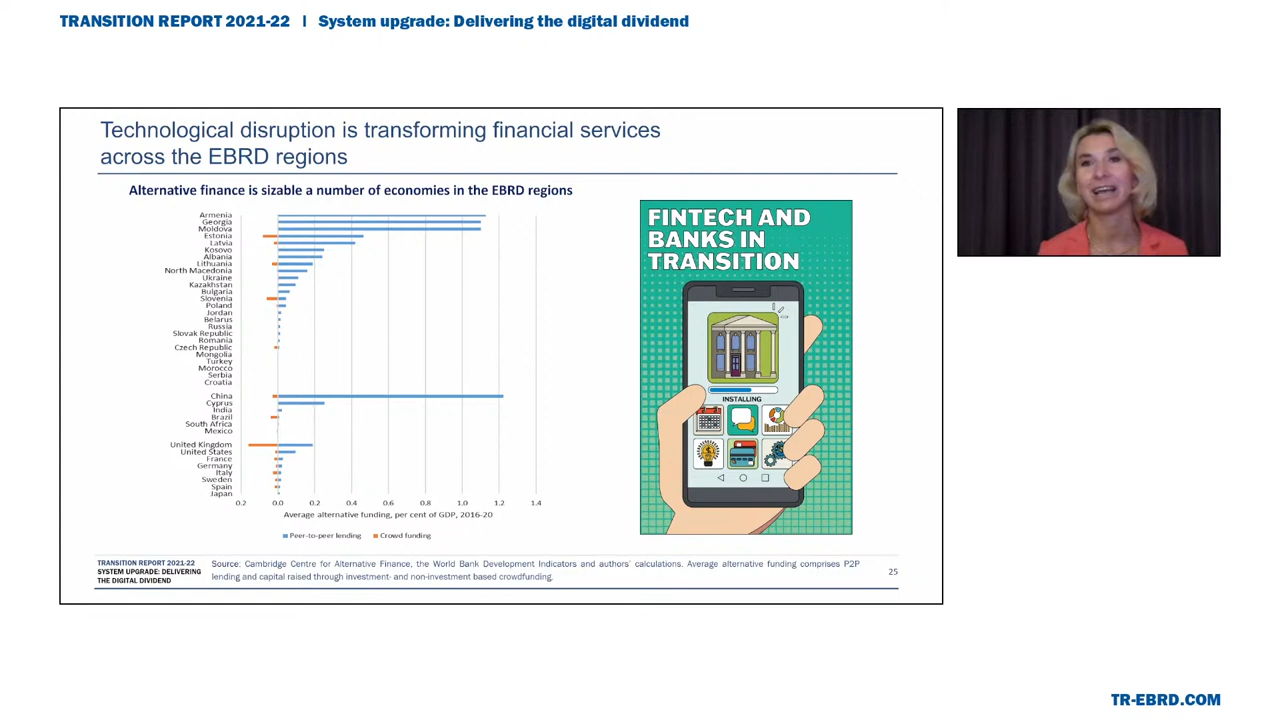 TRANSITION REPORT 2021-22 I System upgrade: Delivering the digital dividend
Technological disruption is transforming financial services
across the EBRD regions
Alternative finance is sizable a number of economies in the EBRD regions
Armenia
Georgia
Moldova
Estonia
Latvia
Kosovo
Albania
Lithuania
North Macedonia
Ukraine
Kazakhstan
Bulgaria
Slovenia
Poland
Jordan
Belarus
Russia
Slovak Republic
Romania
Czech Republic
Mongolia
Turkey
Morocco
Serbia
Croatia
China
Cyprus
India
Brazil
South Africa
Mexico
United Kingdom
United States
France
Germany
Italy
Sweden
Spain
Japan
0.2 0.0 0.2 0.4 0.6 0.8 1.0 1.2 1.4
Average alternative funding, per cent of GDP, 2016-20
Peer-to-peer lending Crowd funding
FINTECH AND
BANKS IN
TRANSITION
INSTALLING
TRANSITION REPORT 2021-22
SYSTEM UPGRADE: DELIVERING
THE DIGITAL DIVIDEND
Source: Cambridge Centre for Alternative Finance, the World Bank Development Indicators and authors' calculations. Average alternative funding comprises P2P
lending and capital raised through investment- and non-investment based crowdfunding.
25
TR-EBRD.COM